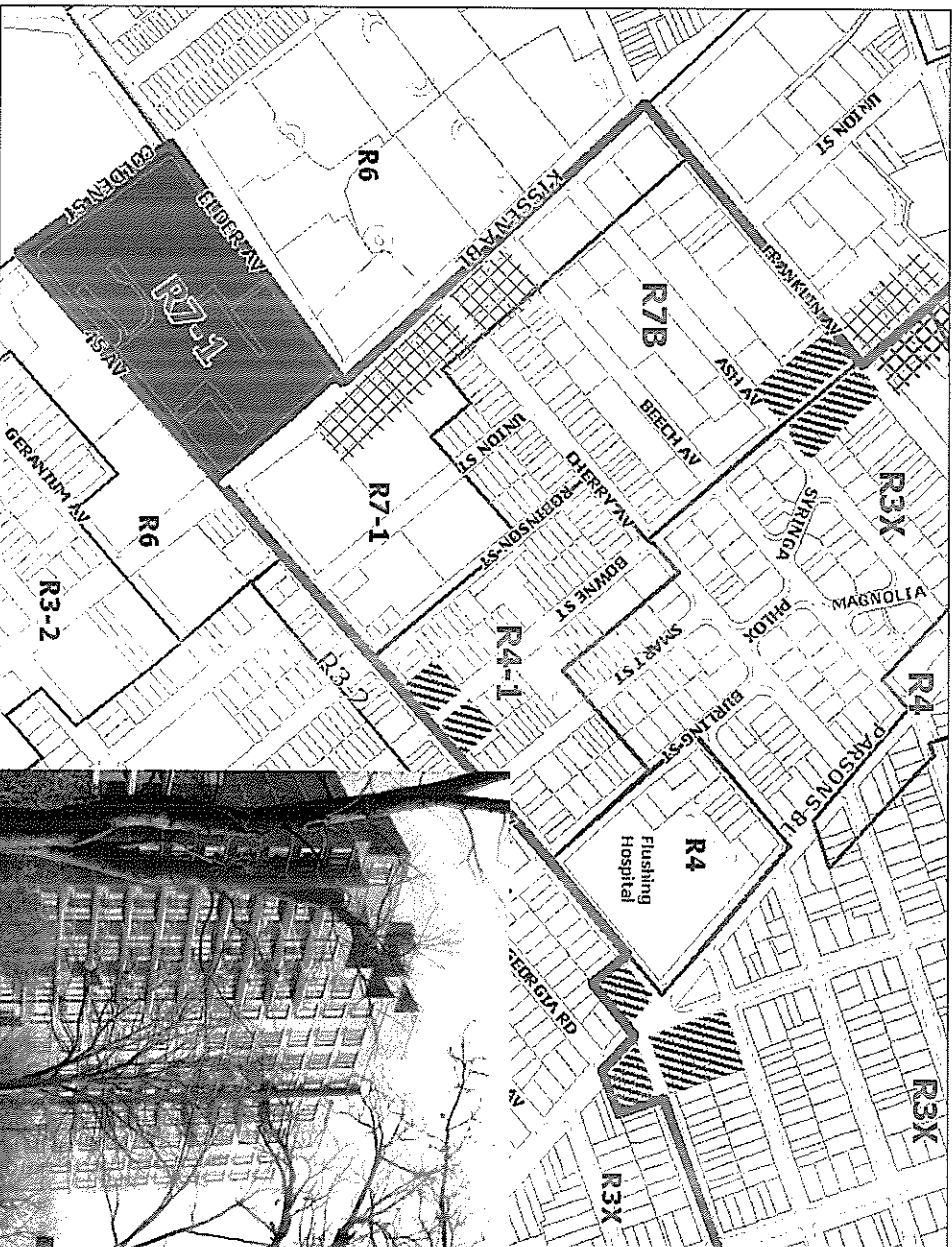 UNION ST
FRANKLIN AV
KISSENA BL
R6
R7B
ASH AV
BEECH AV
CHERRY AV
UNION ST
ROBINSON ST
BOWNE ST
SMART ST
BURLING ST
SYRINGA
PHLOX
MAGNOLIA
R3X
R4
PARSONS BL
COLDEN ST
ELDER AV
R7-1
45 AV
GERANIUM AV
R6
R3-2
R7-1
R4-1
R3-2
R4
Flushing
Hospital
GEORGIA RD
AV
R3X
R3X